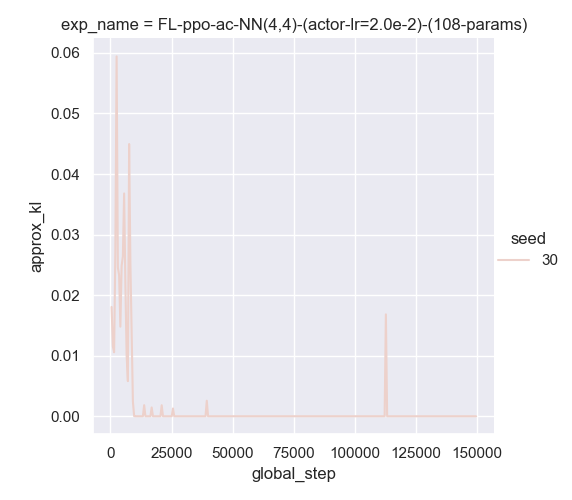 exp_name = FL-ppo-ac-NN(4,4)-(actor-lr=2.0e-2)-(108-params)
0.06
0.05
0.04
0.03
0.02
0.01
0.00
approx_kl
0 25000 50000 75000 100000 125000 150000
global_step
seed
30